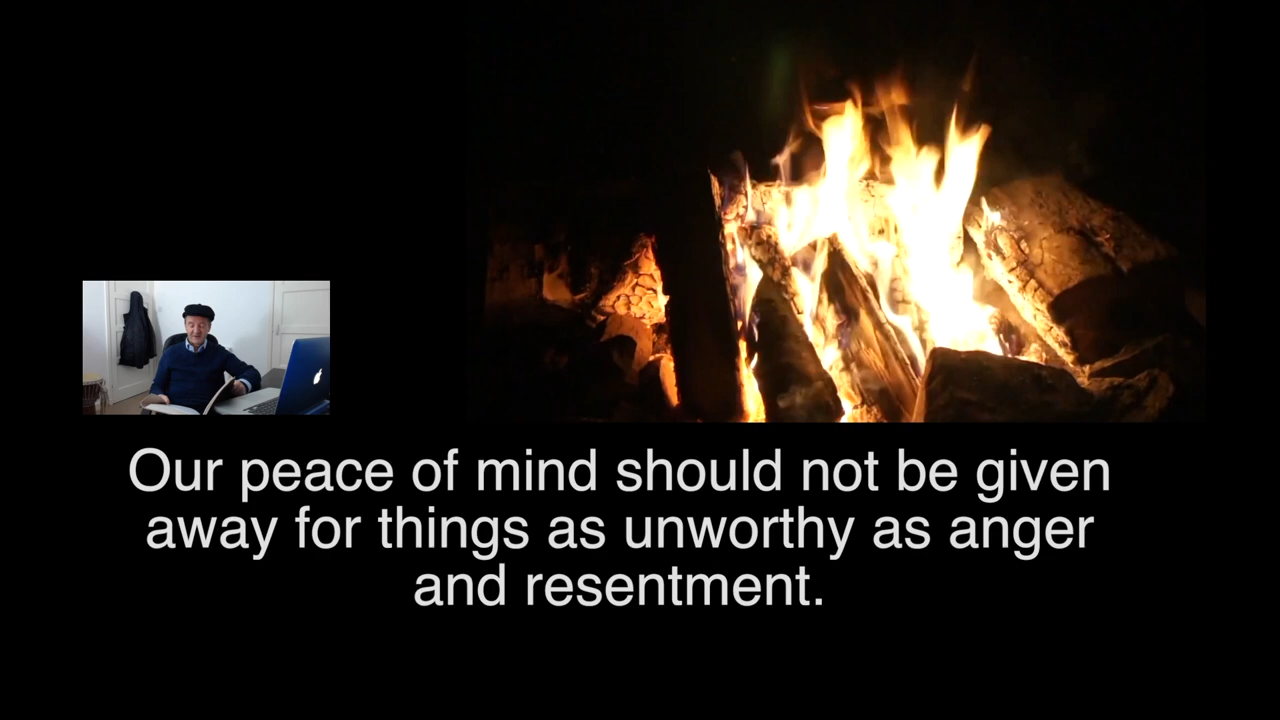 Our peace of mind should not be given
away for things as unworthy as anger
and resentment.